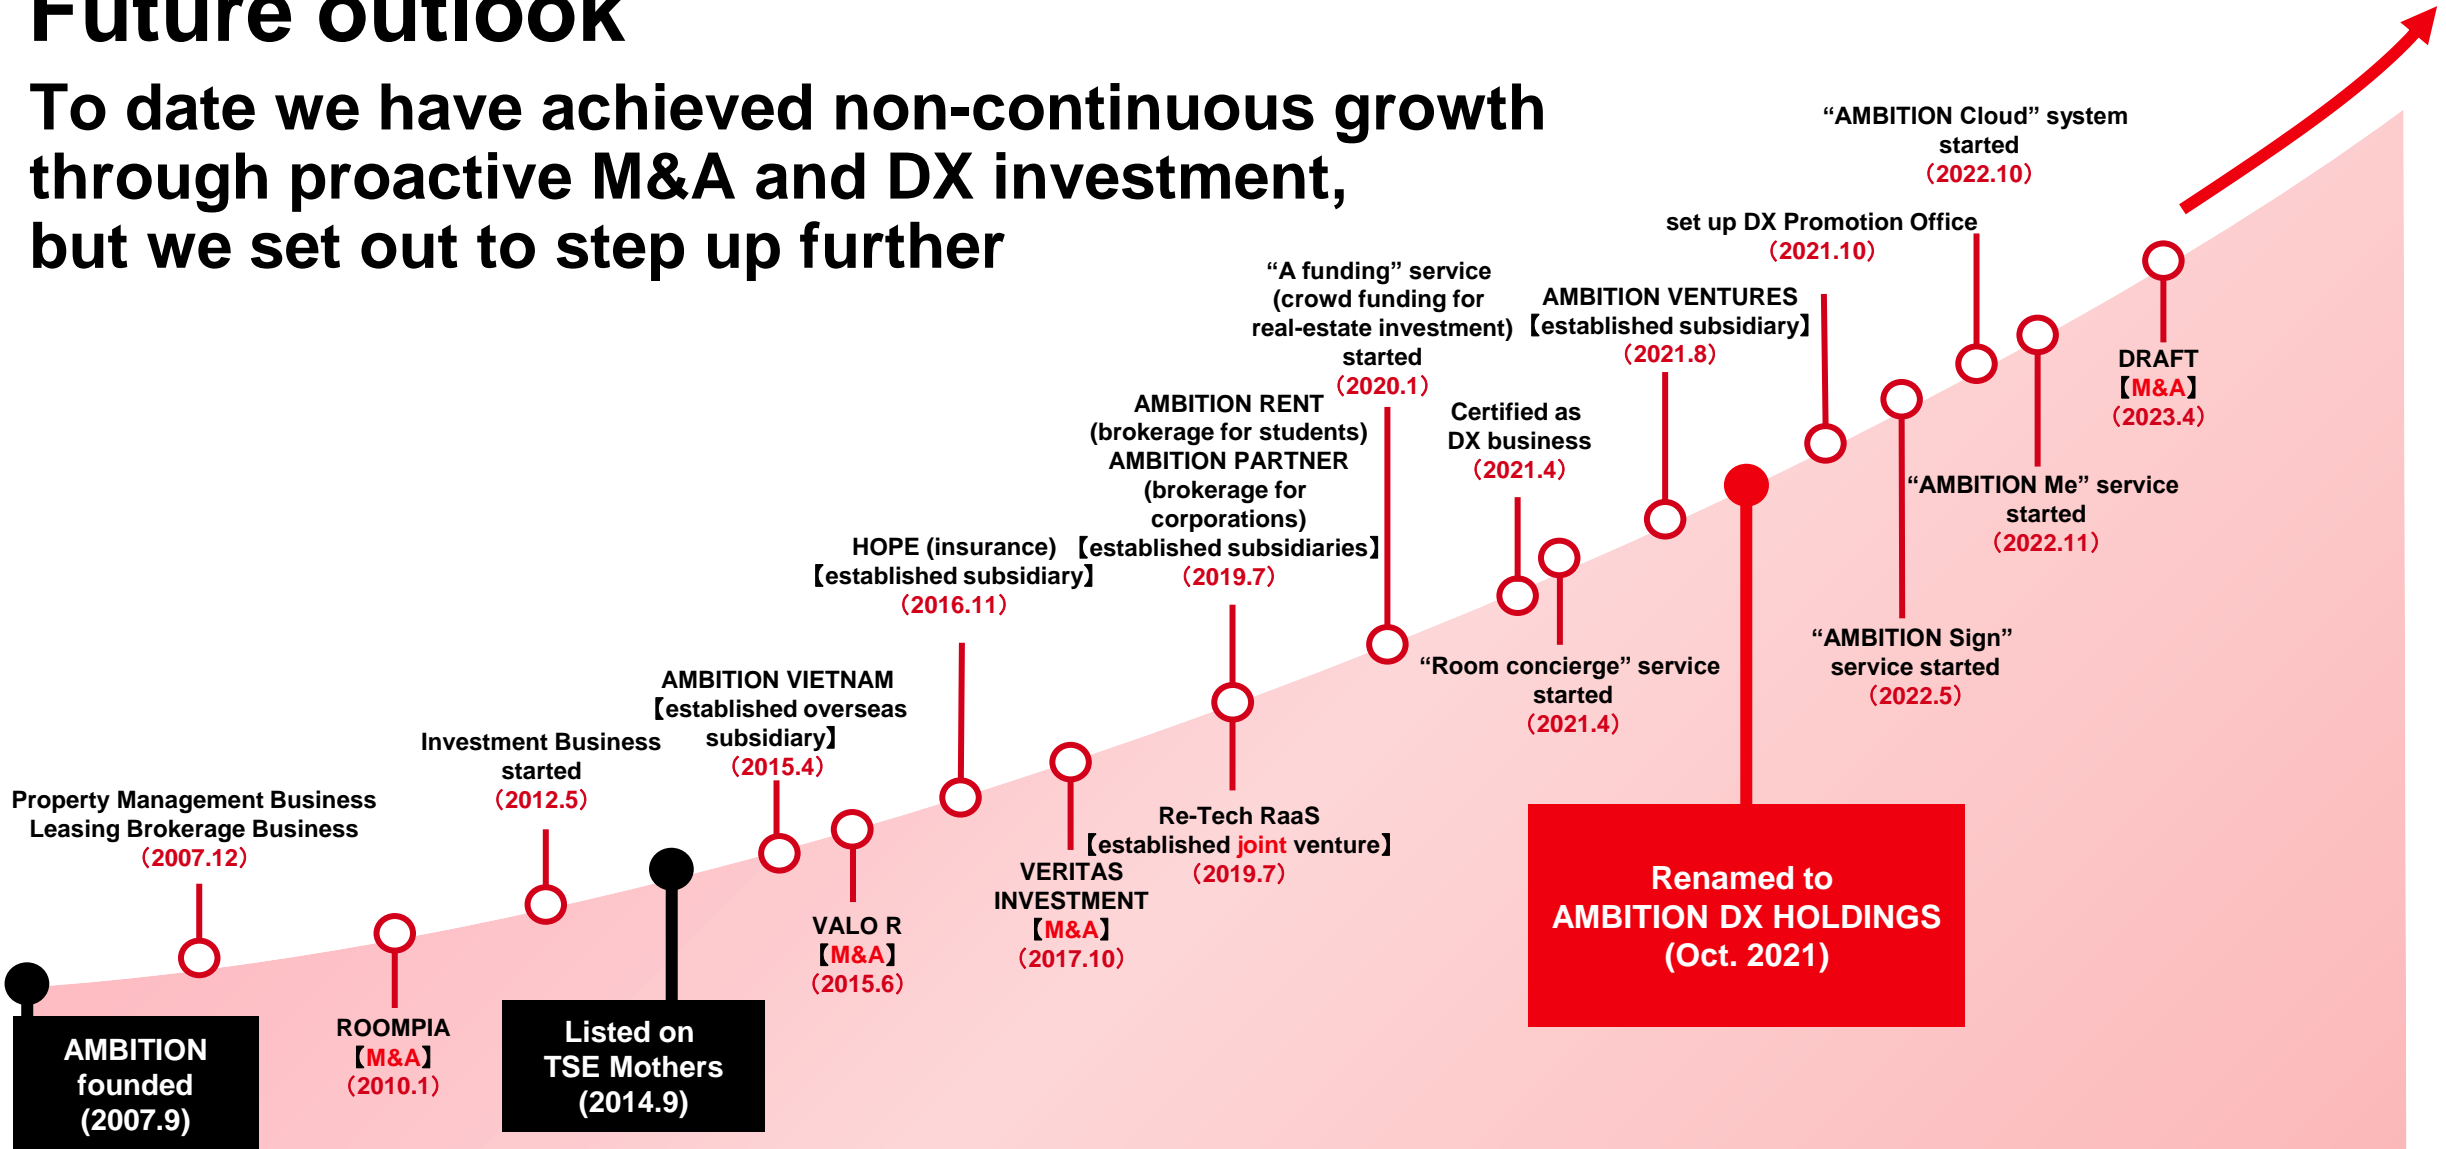 Future outlook
To date we have achieved non-continuous growth
through proactive M&A and DX investment,
but we set out to step up further
Property Management Business
Leasing Brokerage Business
（2007.12）
AMBITION
founded
(2007.9)
ROOMPIA
【M&A】
（2010.1）
Investment Business
started
（2012.5）
Listed on
TSE Mothers
(2014.9)
AMBITION VIETNAM
【established overseas
subsidiary】
（2015.4）
VALO R
【M&A】
（2015.6）
HOPE (insurance)
【established subsidiary】
（2016.11）
VERITAS
INVESTMENT
【M&A】
（2017.10）
AMBITION RENT
(brokerage for students)
AMBITION PARTNER
(brokerage for
corporations)
【established subsidiaries】
（2019.7）
Re-Tech RaaS
【established joint venture】
（2019.7）
“A funding” service
(crowd funding for
real-estate investment)
started
（2020.1）
Certified as
DX business
（2021.4）
“Room concierge” service
started
（2021.4）
AMBITION VENTURES
【established subsidiary】
（2021.8）
Renamed to
AMBITION DX HOLDINGS
(Oct. 2021)
set up DX Promotion Office
（2021.10）
“AMBITION Sign”
service started
（2022.5）
“AMBITION Cloud” system
started
（2022.10）
“AMBITION Me” service
started
（2022.11）
DRAFT
【M&A】
（2023.4）